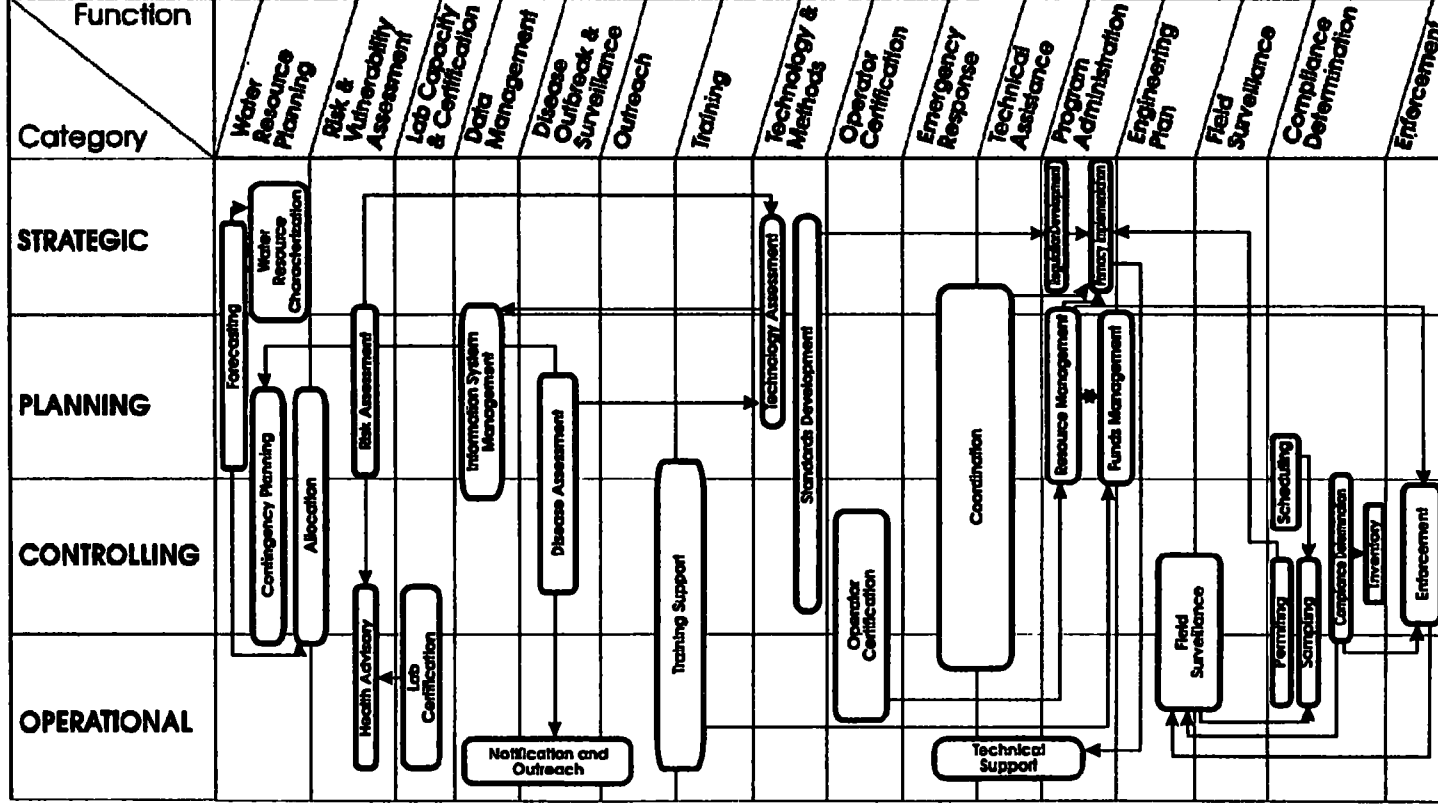 Function
Category
Water
Resource
Planning
Risk &
Vulnerability
Assessment
Lab Capacity
& Certification
Data
Management
Disease
Outbreak &
Surveillance
Outreach
Training
Technology &
Methods
Operator
Certification
Emergency
Response
Technical
Assistance
Program
Administration
Engineering
Plan
Field
Surveillance
Compliance
Determination
Enforcement
STRATEGIC
PLANNING
CONTROLLING
OPERATIONAL
Forecasting
Water
Resource
Characterization
Contingency Planning
Allocation
Risk Assessment
Health Advisory
Lab
Certification
Information System
Management
Disease Assessment
Notification and
Outreach
Training Support
Technology Assessment
Standards Development
Operator
Certification
Coordination
Technical
Support
Regulation Development
Primacy Implementation
Resource Management
Funds Management
Field
Surveillance
Scheduling
Permitting
Sampling
Compliance Determination
Inventory
Enforcement